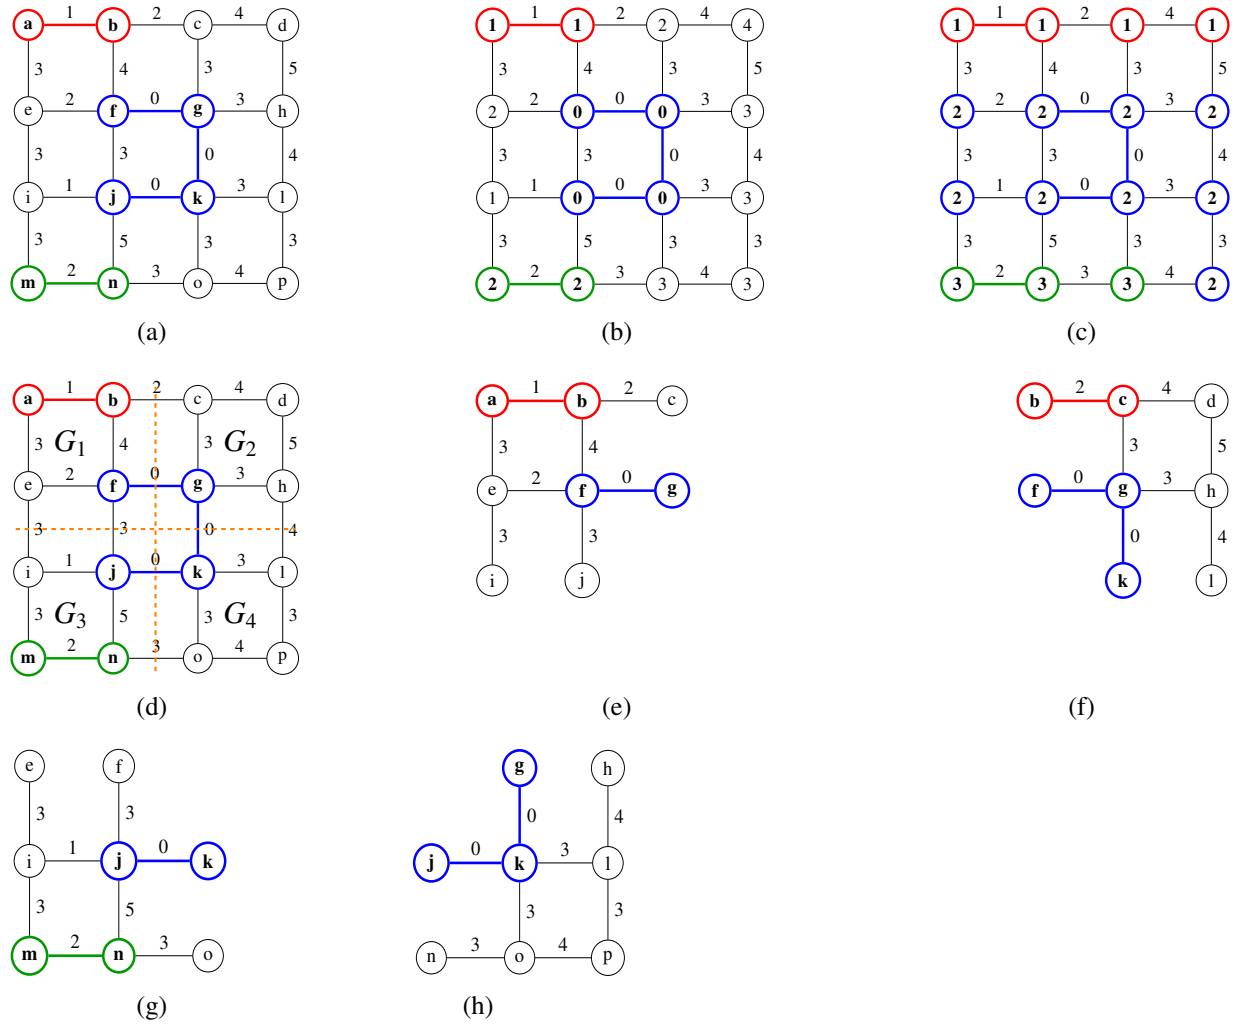 a 1 b 2 c 4 d
3 4 3 5
e 2 f 0 g 3 h
3 3 0 4
i 1 j 0 k 3 l
3 5 3 3
m 2 n 3 o 4 p
(a)
1 1 1 2 2 4 4
3 4 3 5
2 2 0 0 0 3 3
3 3 0 4
1 1 0 0 0 3 3
3 5 3 3
2 2 2 3 3 4 3
(b)
1 1 1 2 1 4 1
3 4 3 5
2 2 2 0 2 3 2
3 3 0 4
2 1 2 0 2 3 2
3 5 3 3
3 2 3 3 3 4 2
(c)
a 1 b 2 c 4 d
3 G1 4 3 G2 5
e 2 f 0 g 3 h
3 3 0 4
i 1 j 0 k 3 l
3 G3 5 3 G4 3
m 2 n 3 o 4 p
(d)
a 1 b 2 c
3 4
e 2 f 0 g
3 3
i j
(e)
b 2 c 4 d
3 5
f 0 g 3 h
0 4
k l
(f)
e f
3 3
i 1 j 0 k
3 5
m 2 n 3 o
(g)
g h
0 4
j 0 k 3 l
3 3
n 3 o 4 p
(h)